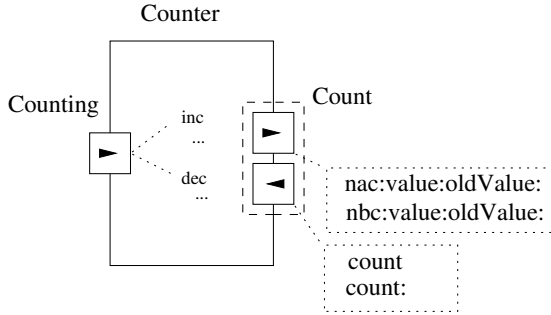 Counter
Counting
Count
inc
...
dec
...
nac:value:oldValue:
nbc:value:oldValue:
count
count: